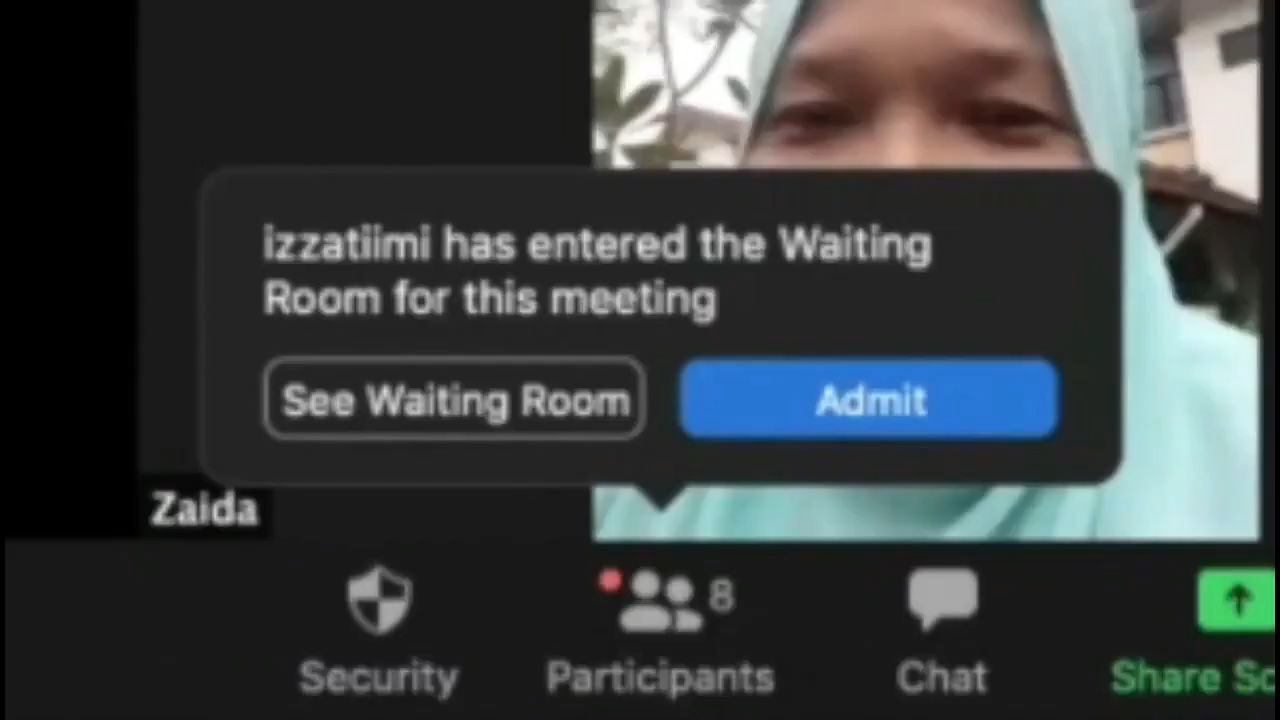 izzatiimi has entered the Waiting
Room for this meeting
See Waiting Room
Admit
Zaida
8
Security
Participants
Chat
Share